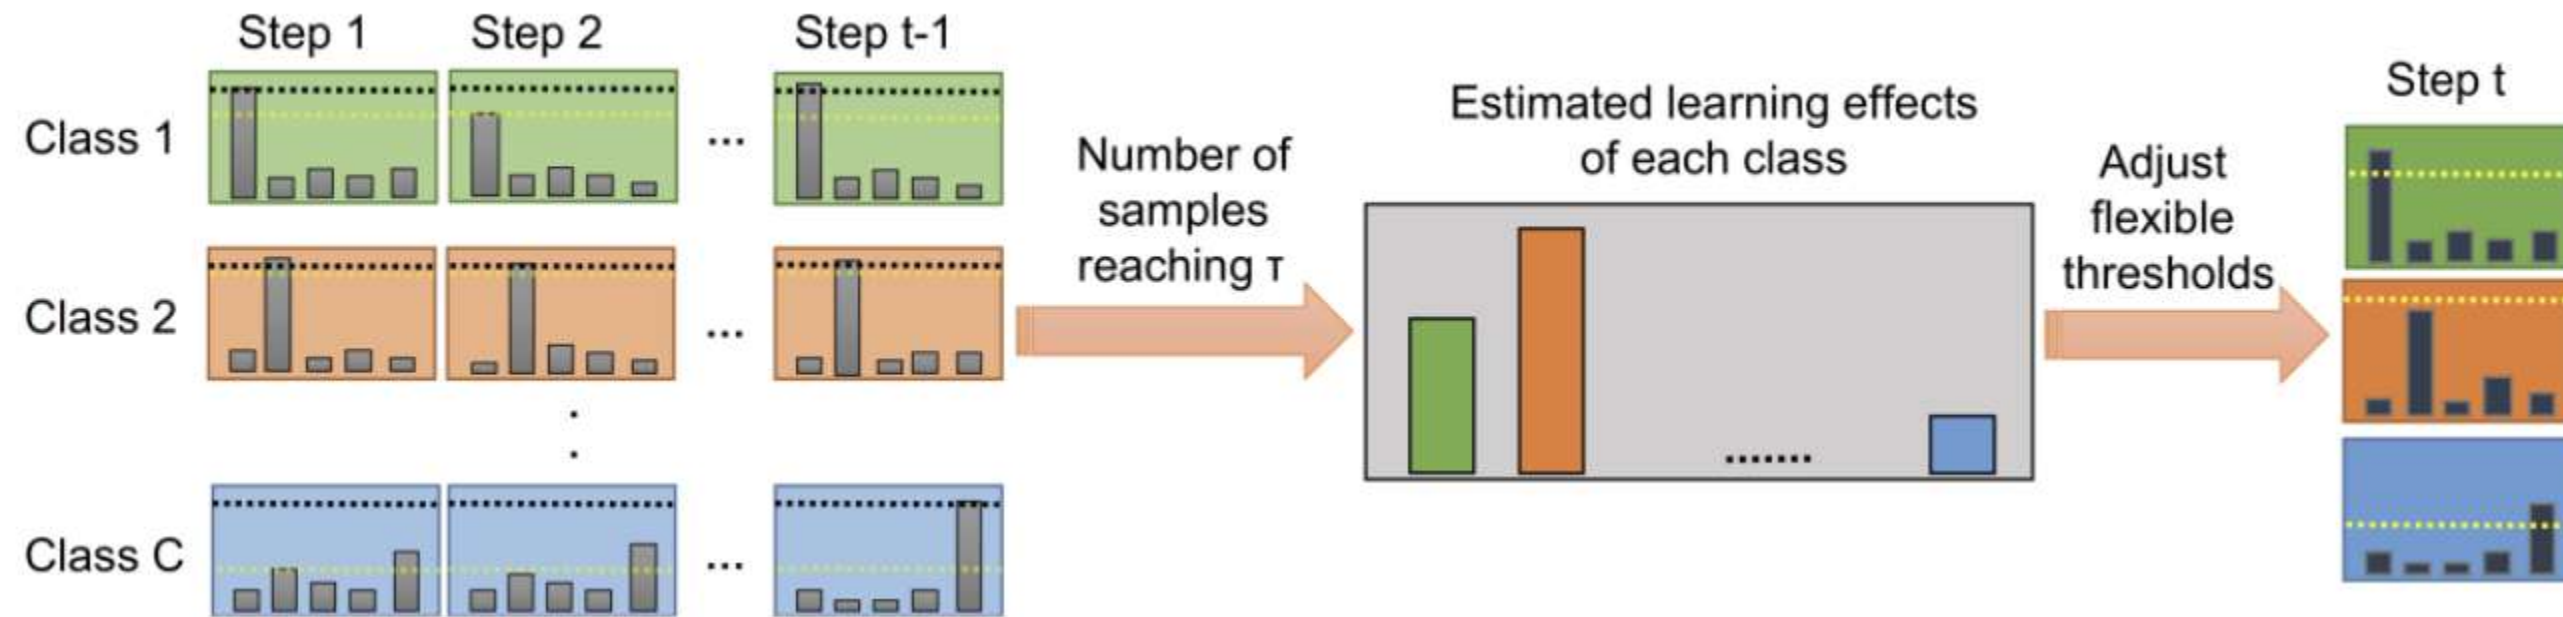 Step 1
Step 2
Step t-1
Class 1
...
Class 2
...
Class C
...
Number of
samples
reaching τ
Estimated learning effects
of each class
.......
Adjust
flexible
thresholds
Step t